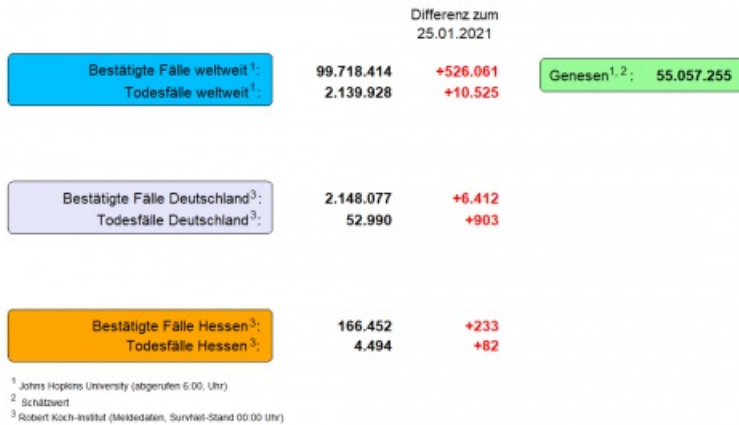 Differenz zum
25.01.2021
Bestätigte Fälle weltweit¹: 99.718.414 +526.061 Genesen¹,²: 55.057.255
Todesfälle weltweit¹: 2.139.928 +10.525
Bestätigte Fälle Deutschland³: 2.148.077 +6.412
Todesfälle Deutschland³: 52.990 +903
Bestätigte Fälle Hessen³: 166.452 +233
Todesfälle Hessen³: 4.494 +82
¹ Johns Hopkins University (abgerufen 6:00, Uhr)
² Schätzwert
³ Robert Koch-Institut (Meldedaten, SurvNet-Stand 00:00 Uhr)